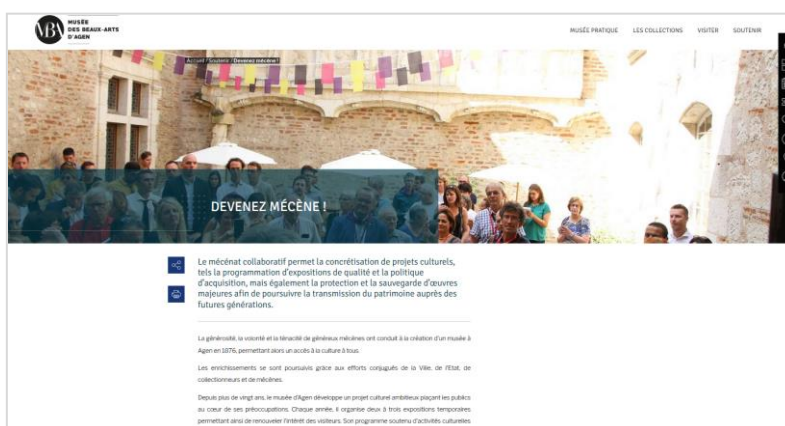 MUSÉE
DES BEAUX-ARTS
D'AGEN
MBA
MUSÉE PRATIQUE LES COLLECTIONS VISITER SOUTENIR
Accueil / Soutenir / Devenez mécène !
DEVENEZ MÉCÈNE !
Le mécénat collaboratif permet la concrétisation de projets culturels,
tels la programmation d'expositions de qualité et la politique
d'acquisition, mais également la protection et la sauvegarde d'œuvres
majeures afin de poursuivre la transmission du patrimoine auprès des
futures générations.
La générosité, la volonté et la ténacité de généreux mécènes ont conduit à la création d'un musée à
Agen en 1876, permettant alors un accès à la culture à tous.
Les enrichissements se sont poursuivis grâce aux efforts conjugués de la Ville, de l'Etat, de
collectionneurs et de mécènes.
Depuis plus de vingt ans, le musée d'Agen développe un projet culturel ambitieux plaçant les publics
au cœur de ses préoccupations. Chaque année, il organise deux à trois expositions temporaires
permettant ainsi de renouveler l'intérêt des visiteurs. Son programme soutenu d'activités culturelles